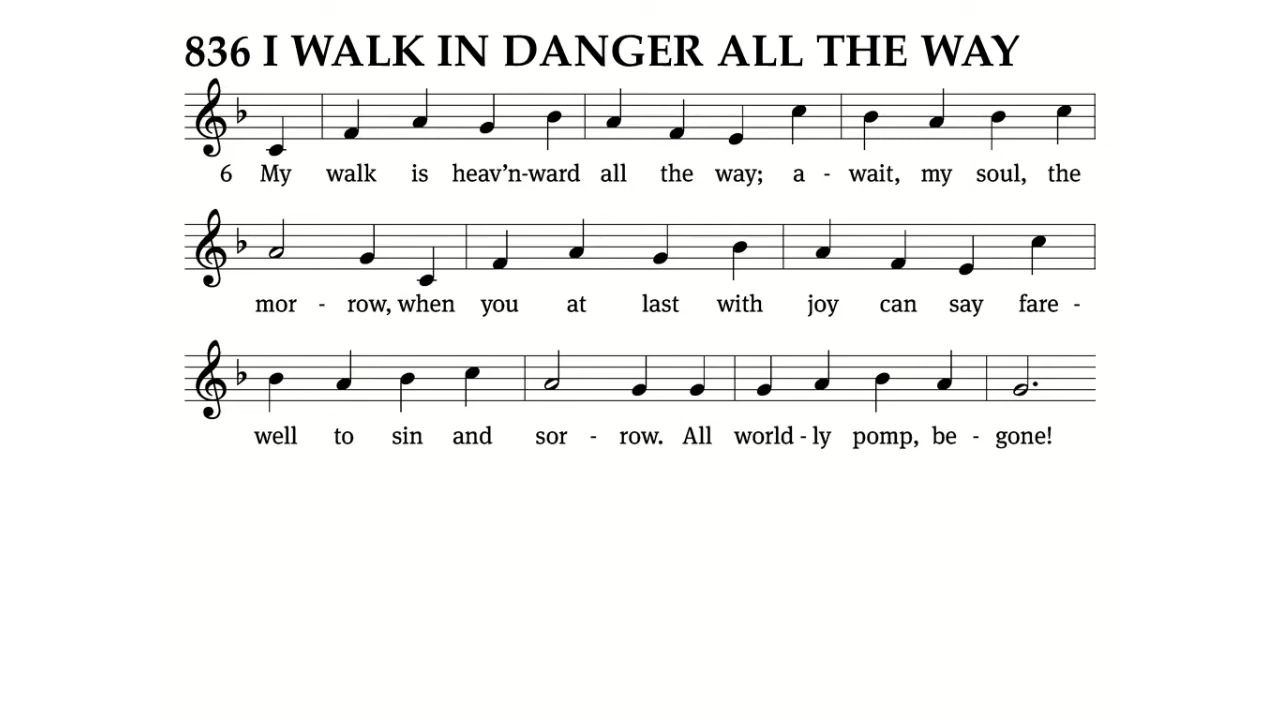 836 I WALK IN DANGER ALL THE WAY
6 My walk is heav’n-ward all the way; a - wait, my soul, the
mor - row, when you at last with joy can say fare -
well to sin and sor - row. All world - ly pomp, be - gone!